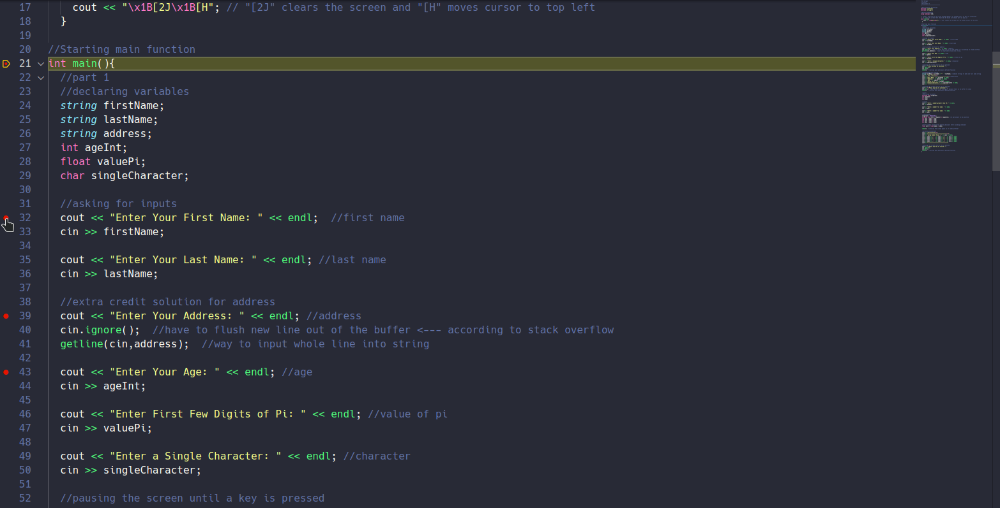 17 cout << "\x1B[2J\x1B[H"; // "[2J" clears the screen and "[H" moves cursor to top left
18 }
19
20 //Starting main function
21 int main(){
22 //part 1
23 //declaring variables
24 string firstName;
25 string lastName;
26 string address;
27 int ageInt;
28 float valuePi;
29 char singleCharacter;
30
31 //asking for inputs
32 cout << "Enter Your First Name: " << endl;  //first name
33 cin >> firstName;
34
35 cout << "Enter Your Last Name: " << endl; //last name
36 cin >> lastName;
37
38 //extra credit solution for address
39 cout << "Enter Your Address: " << endl; //address
40 cin.ignore();  //have to flush new line out of the buffer <--- according to stack overflow
41 getline(cin,address);  //way to input whole line into string
42
43 cout << "Enter Your Age: " << endl; //age
44 cin >> ageInt;
45
46 cout << "Enter First Few Digits of Pi: " << endl; //value of pi
47 cin >> valuePi;
48
49 cout << "Enter a Single Character: " << endl; //character
50 cin >> singleCharacter;
51
52 //pausing the screen until a key is pressed